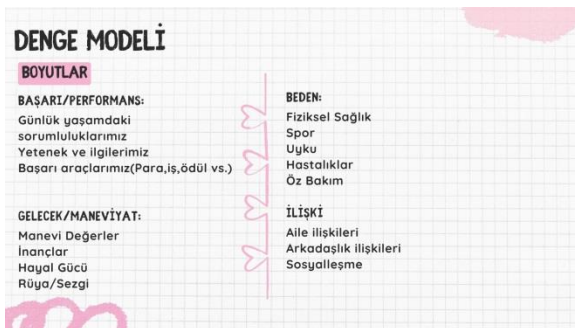 DENGE MODELİ
BOYUTLAR
BAŞARI/PERFORMANS:
Günlük yaşamdaki
sorumluluklarımız
Yetenek ve ilgilerimiz
Başarı araçlarımız(Para,iş,ödül vs.)
GELECEK/MANEVİYAT:
Manevi Değerler
İnançlar
Hayal Gücü
Rüya/Sezgi
BEDEN:
Fiziksel Sağlık
Spor
Uyku
Hastalıklar
Öz Bakım
İLİŞKİ
Aile ilişkileri
Arkadaşlık ilişkileri
Sosyalleşme